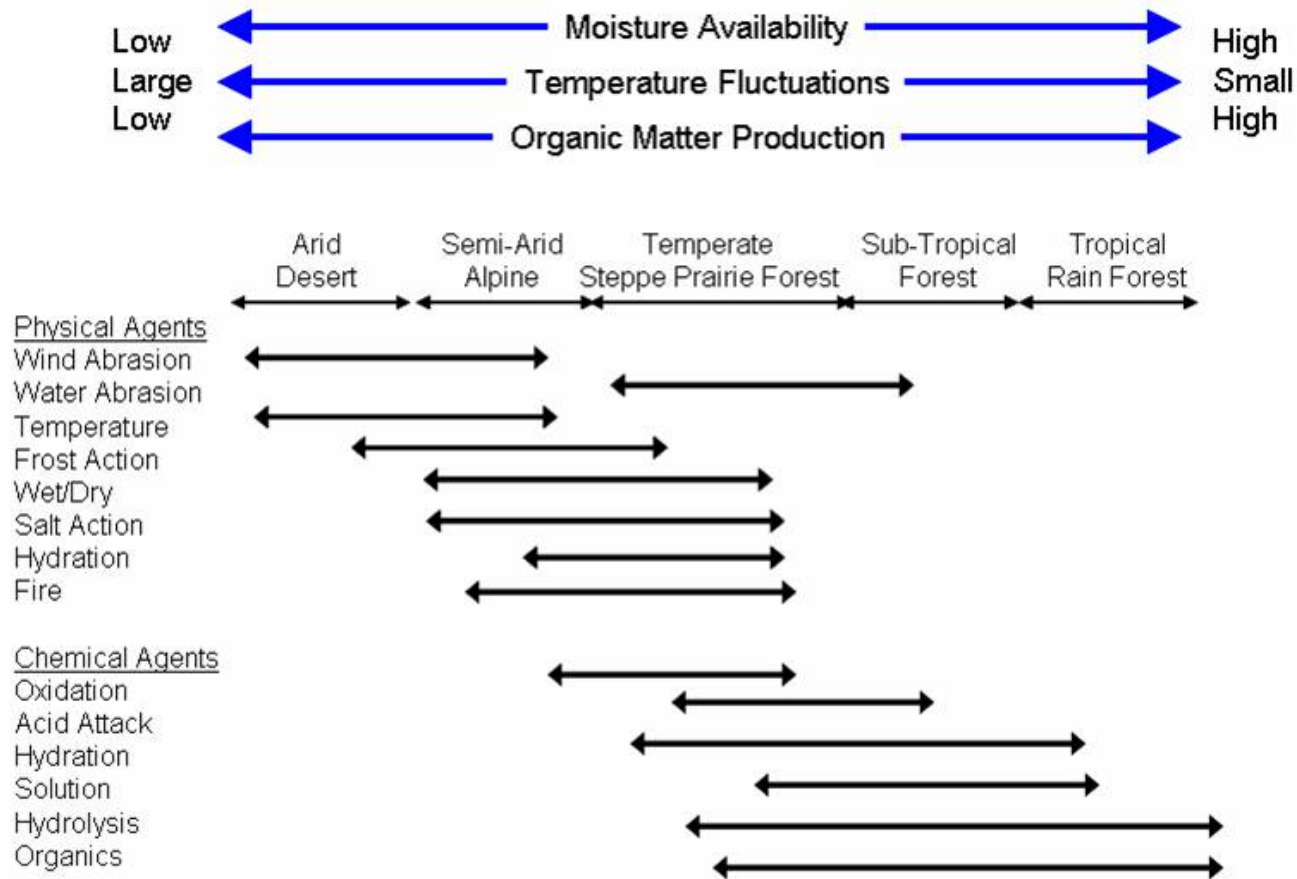 Low Moisture Availability High
Large Temperature Fluctuations Small
Low Organic Matter Production High
Arid Semi-Arid Temperate Sub-Tropical Tropical
Desert Alpine Steppe Prairie Forest Forest Rain Forest
Physical Agents
Wind Abrasion
Water Abrasion
Temperature
Frost Action
Wet/Dry
Salt Action
Hydration
Fire
Chemical Agents
Oxidation
Acid Attack
Hydration
Solution
Hydrolysis
Organics